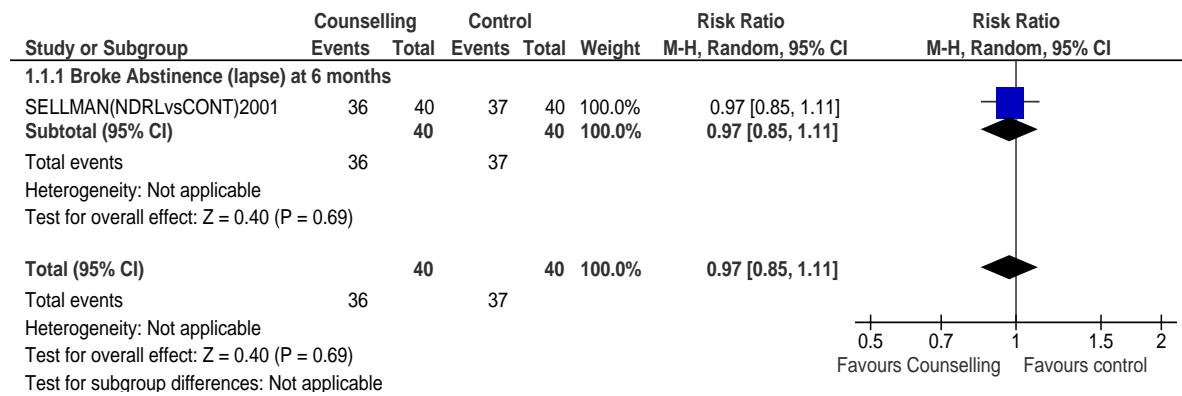 Counselling Control Risk Ratio Risk Ratio
Study or Subgroup Events Total Events Total Weight M-H, Random, 95% CI M-H, Random, 95% CI
1.1.1 Broke Abstinence (lapse) at 6 months
SELLMAN(NDRLvsCONT)2001 36 40 37 40 100.0% 0.97 [0.85, 1.11]
Subtotal (95% CI) 40 40 100.0% 0.97 [0.85, 1.11]
Total events 36 37
Heterogeneity: Not applicable
Test for overall effect: Z = 0.40 (P = 0.69)
Total (95% CI) 40 40 100.0% 0.97 [0.85, 1.11]
Total events 36 37
Heterogeneity: Not applicable
Test for overall effect: Z = 0.40 (P = 0.69)
Test for subgroup differences: Not applicable
0.5 0.7 1 1.5 2
Favours Counselling Favours control